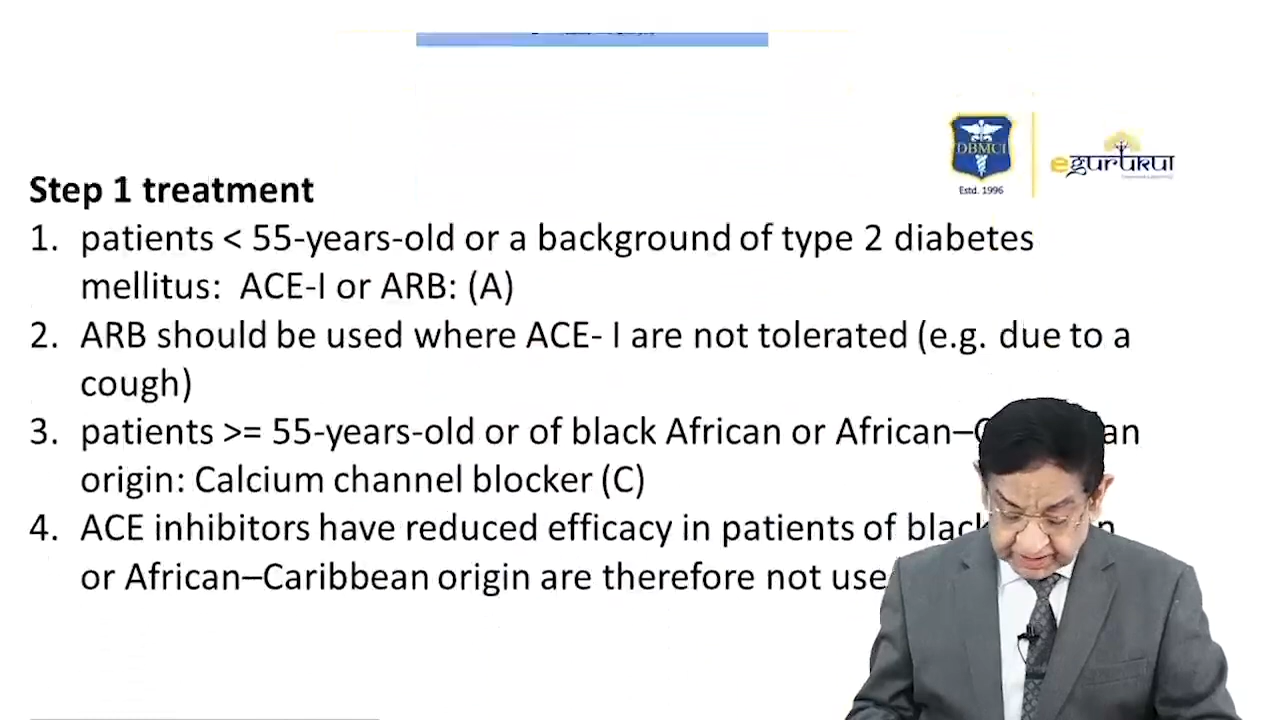 DBMCI
egurukul
Estd. 1996
Step 1 treatment
1. patients < 55-years-old or a background of type 2 diabetes
mellitus: ACE-I or ARB: (A)
2. ARB should be used where ACE- I are not tolerated (e.g. due to a
cough)
3. patients >= 55-years-old or of black African or African–
origin: Calcium channel blocker (C)
4. ACE inhibitors have reduced efficacy in patients of
or African–Caribbean origin are therefore not